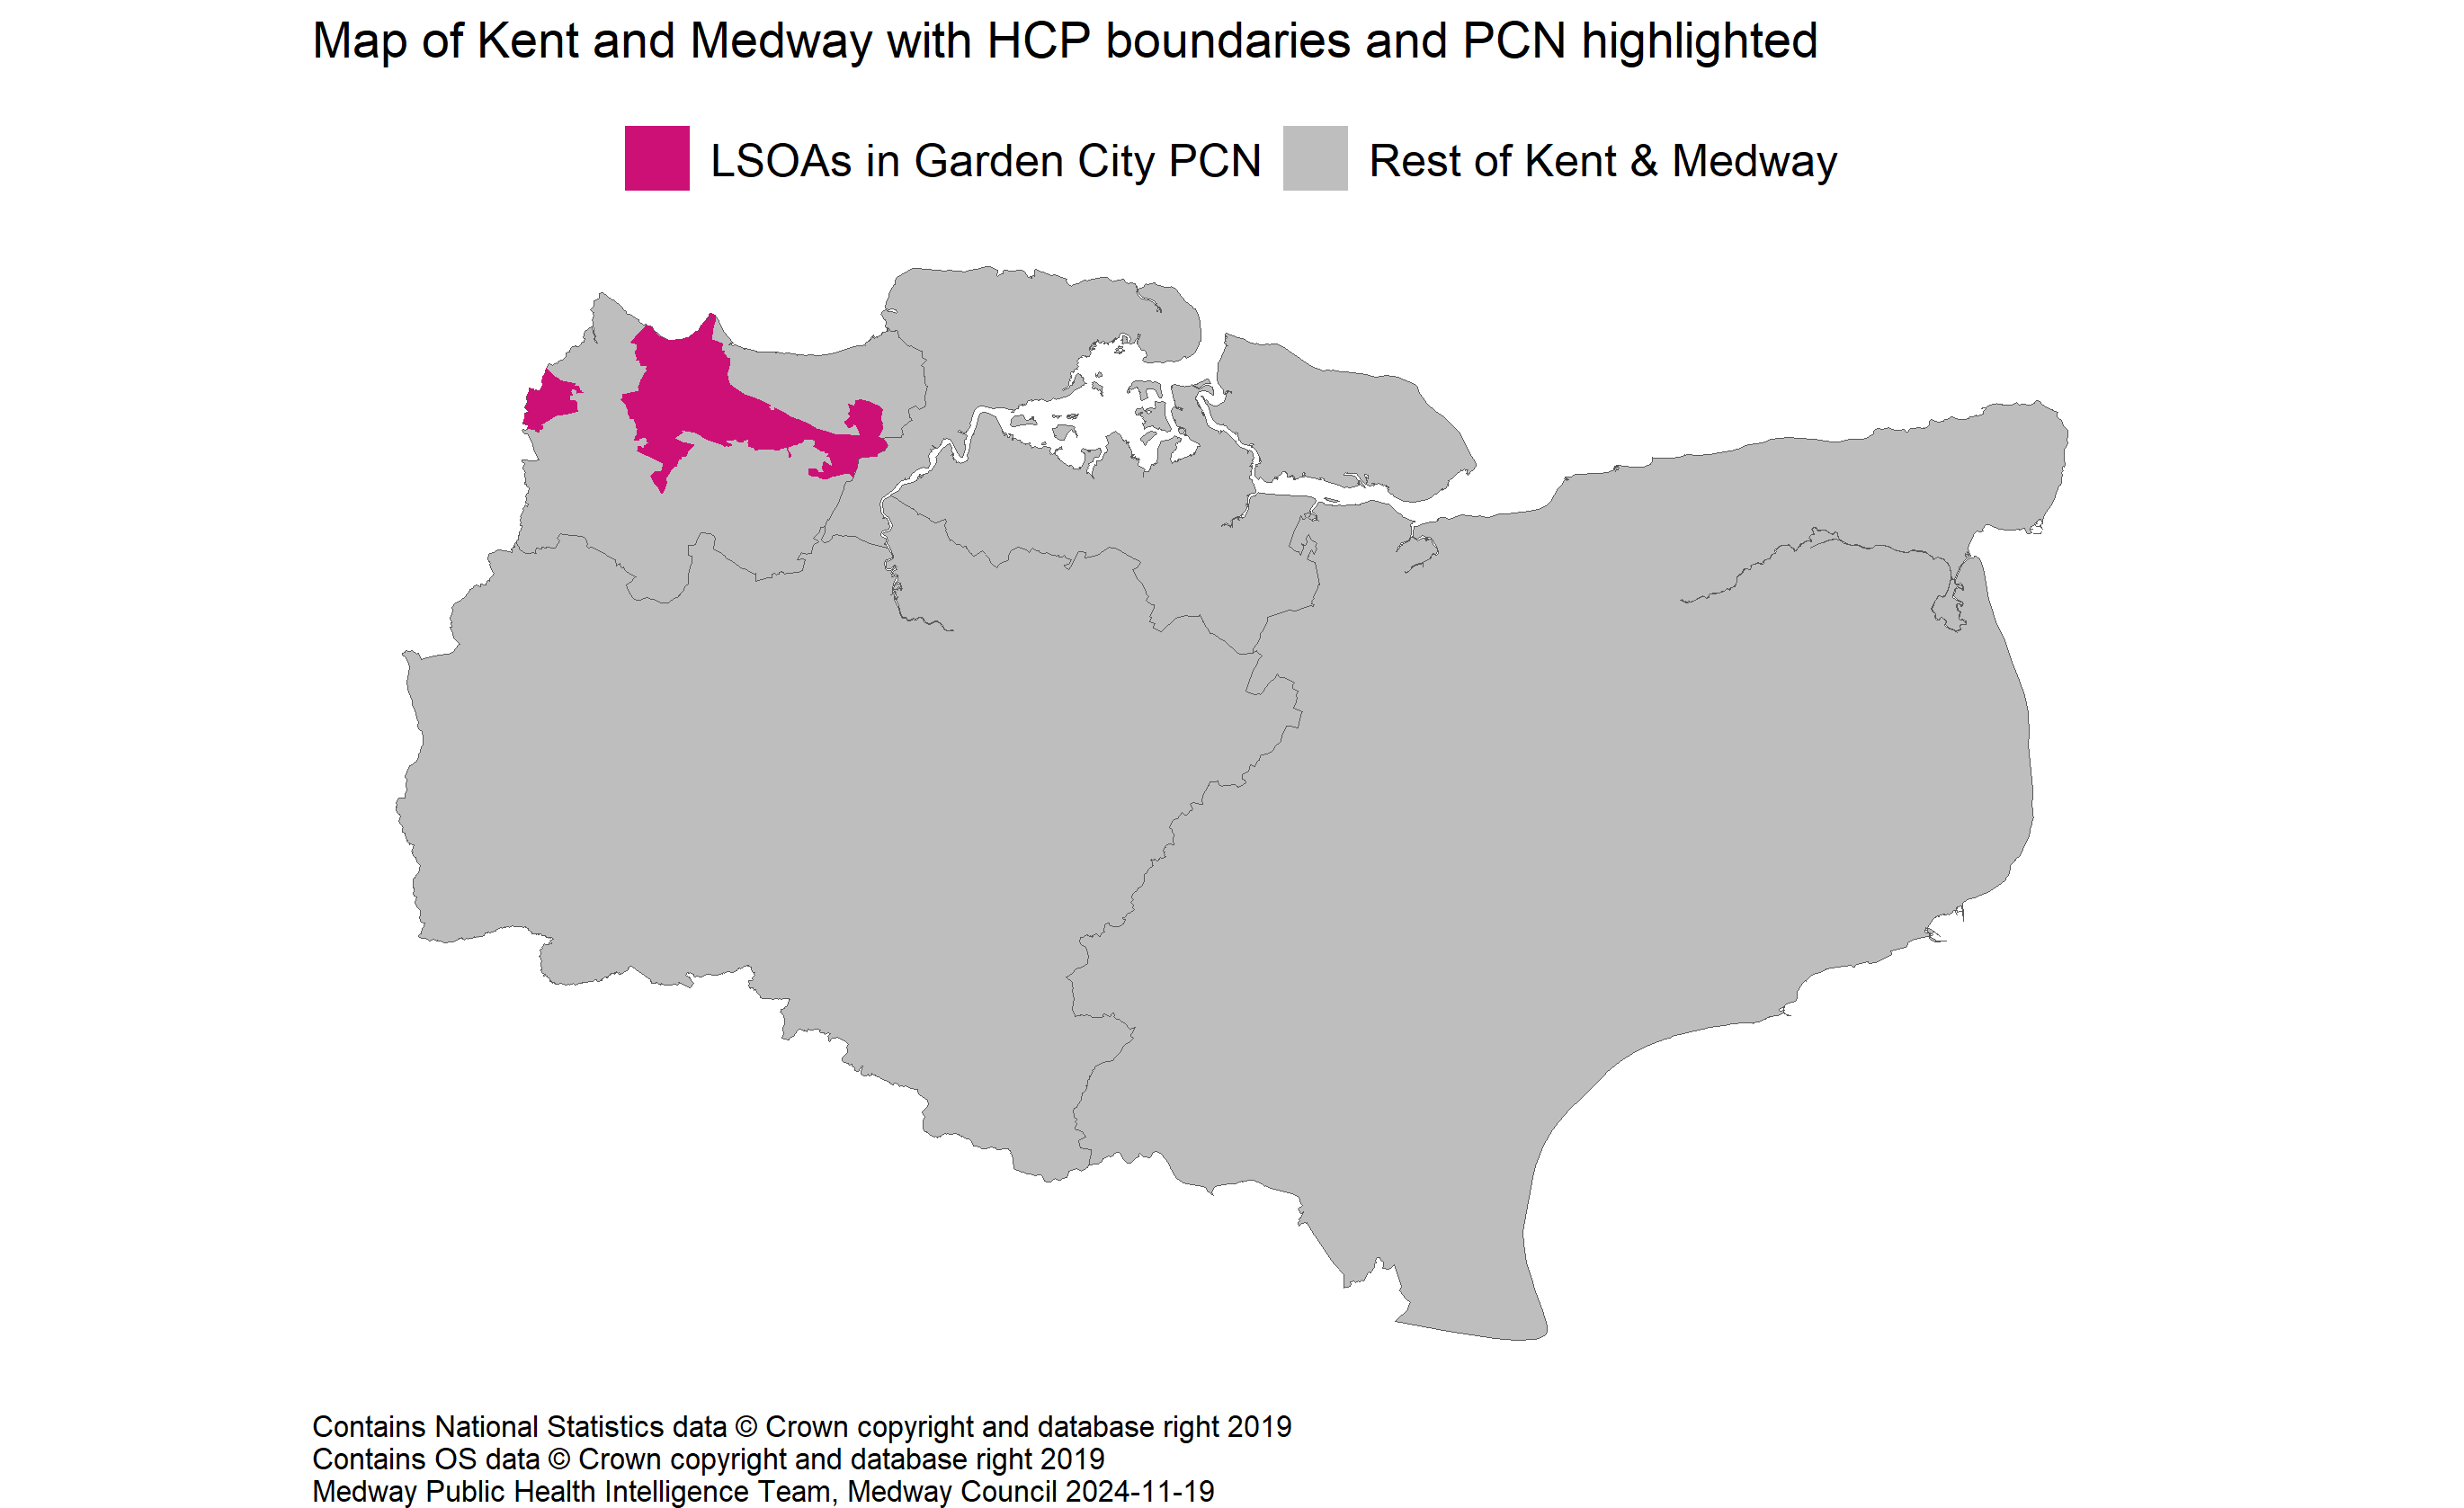 Map of Kent and Medway with HCP boundaries and PCN highlighted
LSOAs in Garden City PCN
Rest of Kent & Medway
Contains National Statistics data © Crown copyright and database right 2019
Contains OS data © Crown copyright and database right 2019
Medway Public Health Intelligence Team, Medway Council 2024-11-19